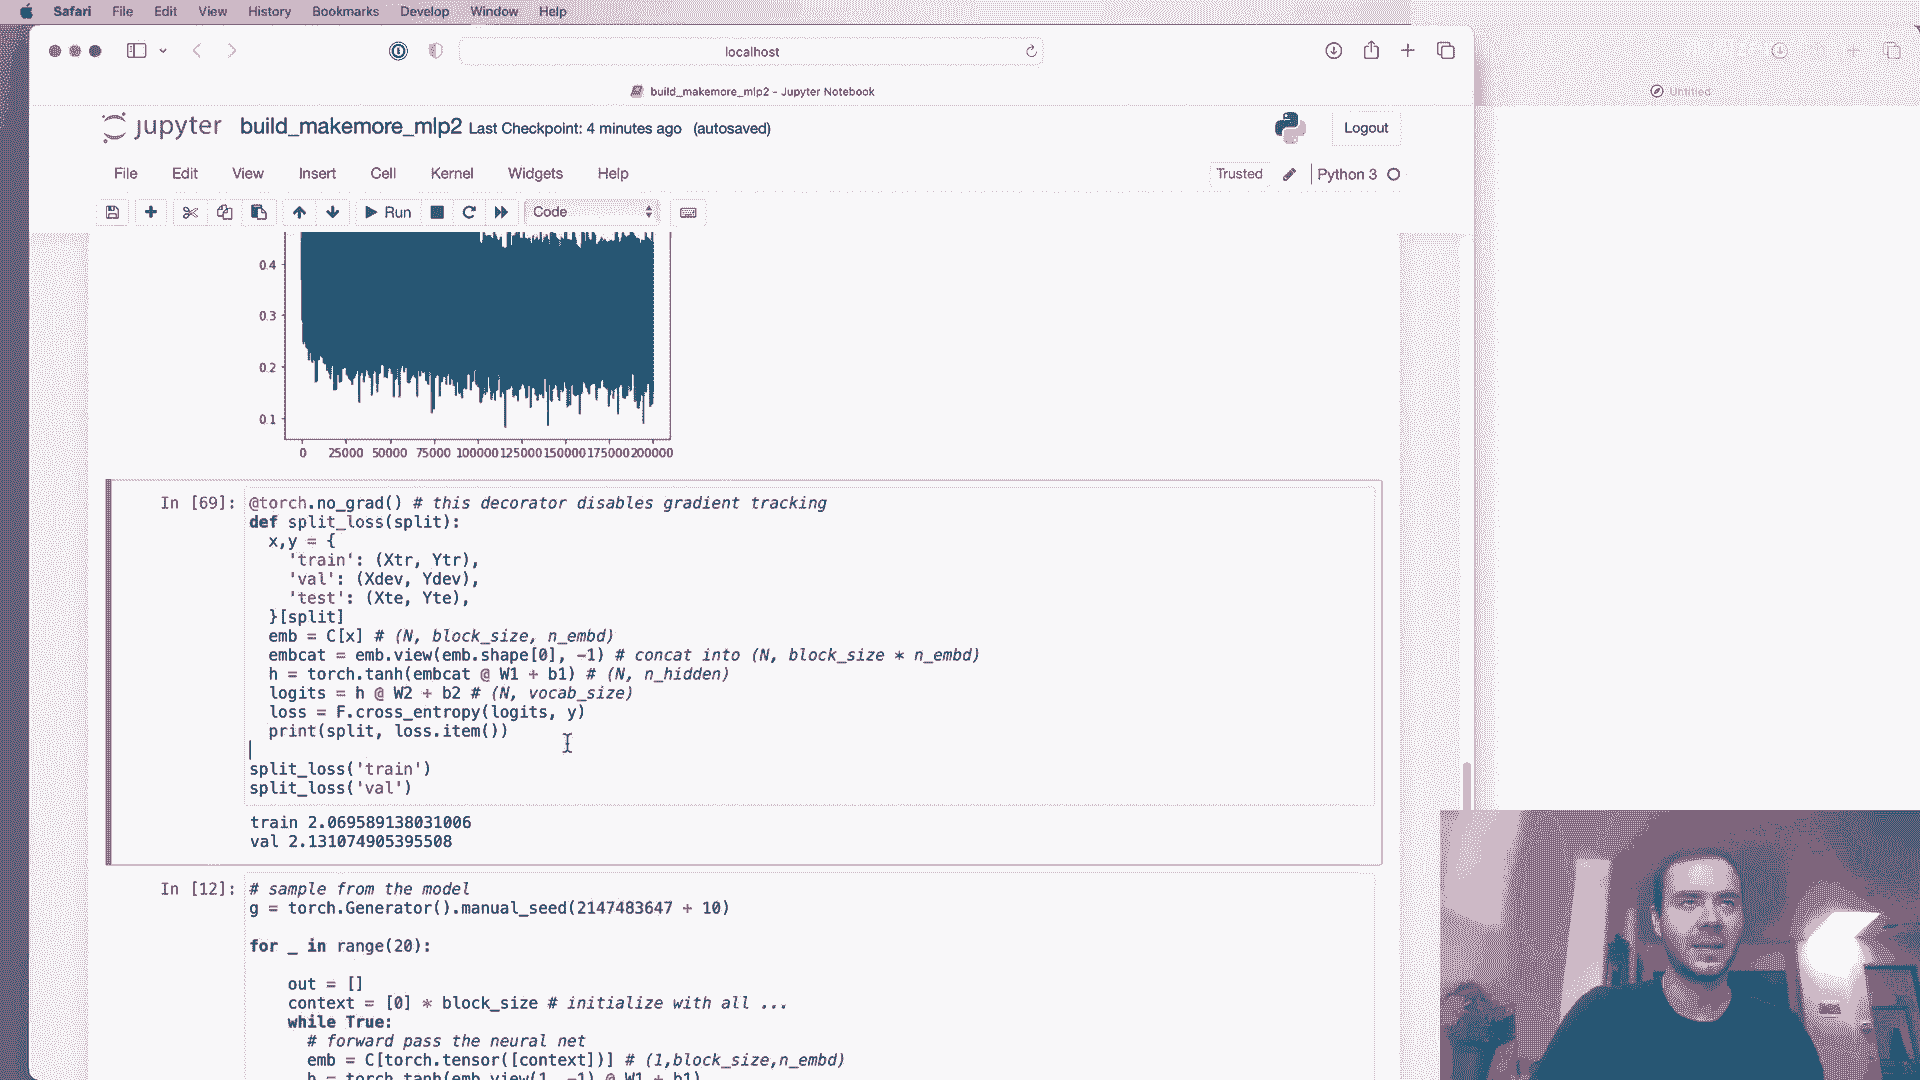 Safari File Edit View History Bookmarks Develop Window Help
localhost
build_makemore_mlp2 - Jupyter Notebook
Untitled
jupyter build_makemore_mlp2 Last Checkpoint: 4 minutes ago (autosaved)
Logout
File Edit View Insert Cell Kernel Widgets Help
Trusted Python 3
Run Code
0.4
0.3
0.2
0.1
0 25000 50000 75000 100000 125000 150000 175000 200000
In [69]: @torch.no_grad() # this decorator disables gradient tracking
def split_loss(split):
  x,y = {
    'train': (Xtr, Ytr),
    'val': (Xdev, Ydev),
    'test': (Xte, Yte),
  }[split]
  emb = C[x] # (N, block_size, n_embd)
  embcat = emb.view(emb.shape[0], -1) # concat into (N, block_size * n_embd)
  h = torch.tanh(embcat @ W1 + b1) # (N, n_hidden)
  logits = h @ W2 + b2 # (N, vocab_size)
  loss = F.cross_entropy(logits, y)
  print(split, loss.item())
split_loss('train')
split_loss('val')
train 2.069589138031006
val 2.131074905395508
In [12]: # sample from the model
g = torch.Generator().manual_seed(2147483647 + 10)
for _ in range(20):
    out = []
    context = [0] * block_size # initialize with all ...
    while True:
      # forward pass the neural net
      emb = C[torch.tensor([context])] # (1,block_size,n_embd)
      h = torch.tanh(emb.view(1, -1) @ W1 + b1)